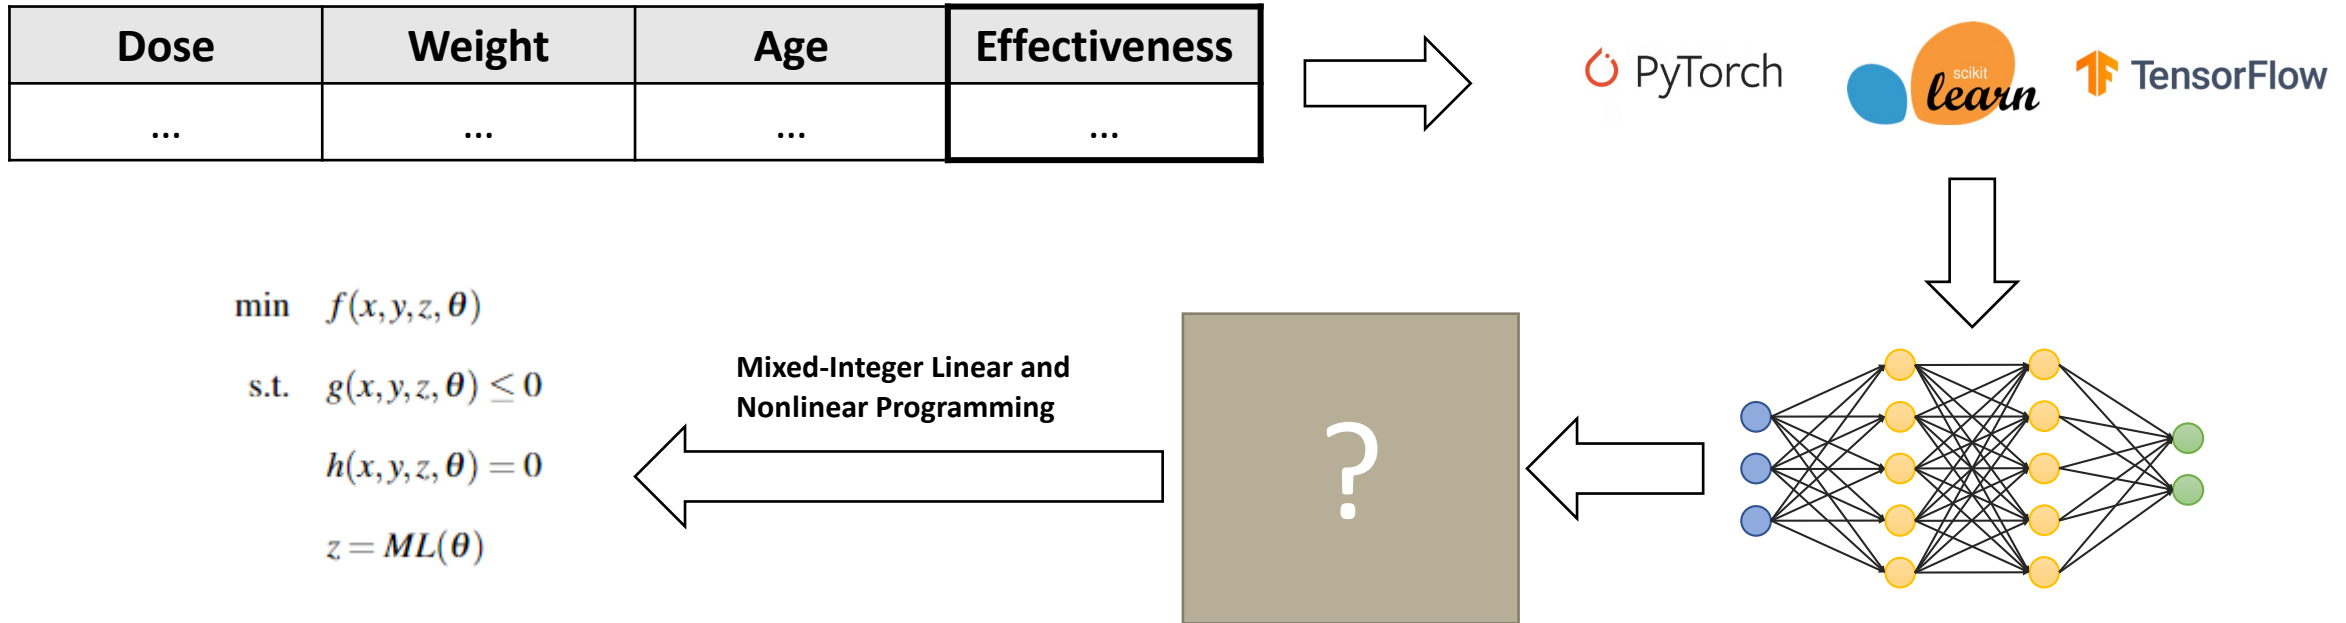 Dose Weight Age Effectiveness
... ... ... ...
PyTorch
scikit
learn
TensorFlow
min f(x,y,z,θ)
s.t. g(x,y,z,θ) ≤ 0
h(x,y,z,θ) = 0
z = ML(θ)
Mixed-Integer Linear and
Nonlinear Programming
?